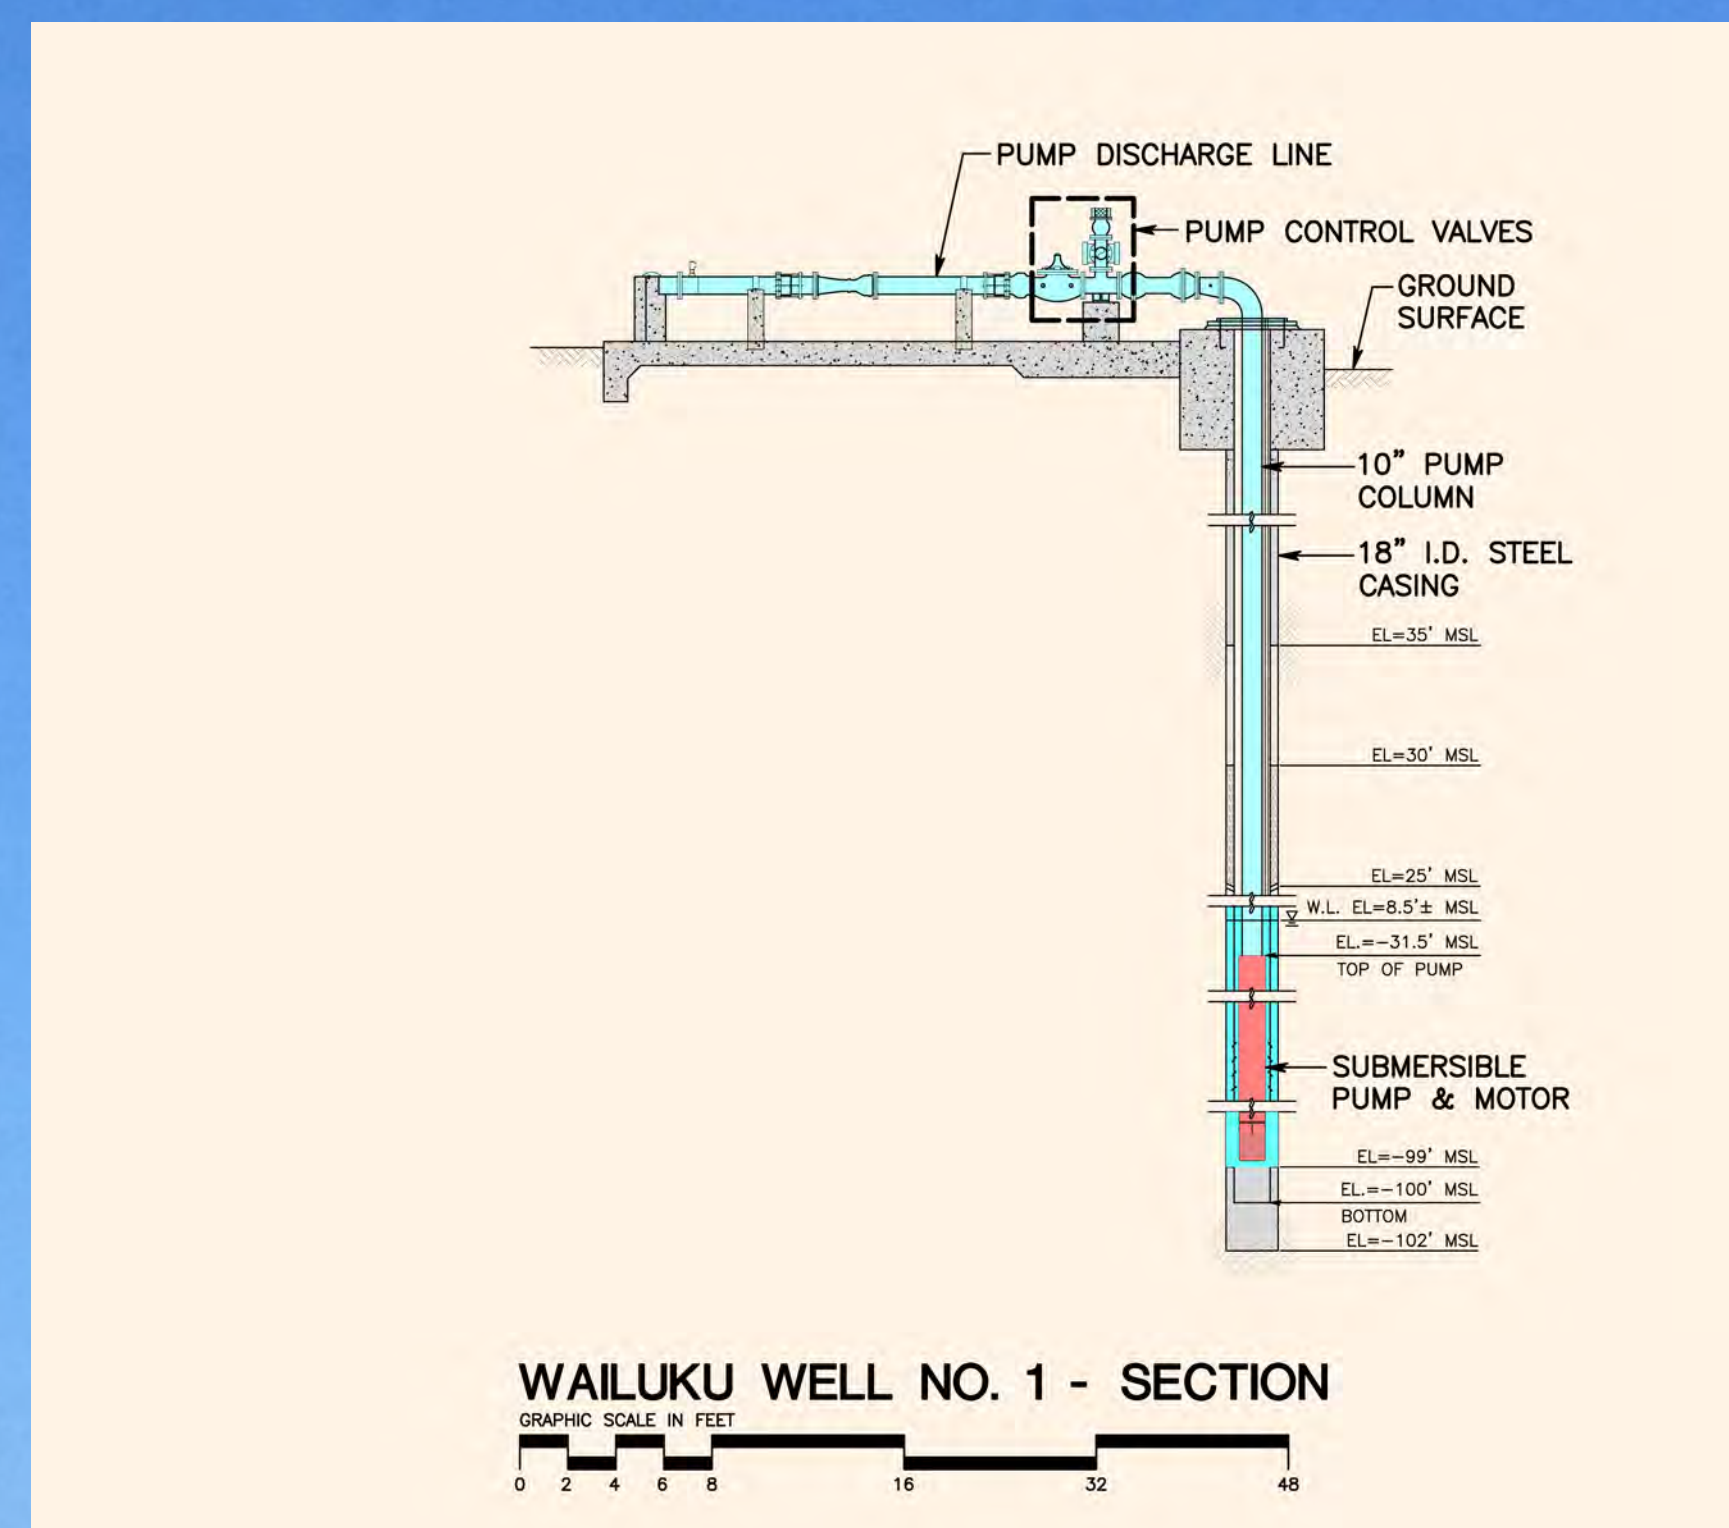 PUMP DISCHARGE LINE
PUMP CONTROL VALVES
GROUND
SURFACE
10” PUMP
COLUMN
18” I.D. STEEL
CASING
EL=35' MSL
EL=30' MSL
EL=25' MSL
W.L. EL=8.5'± MSL
EL.=-31.5' MSL
TOP OF PUMP
SUBMERSIBLE
PUMP & MOTOR
EL=-99' MSL
EL.=-100' MSL
BOTTOM
EL=-102' MSL
WAILUKU WELL NO. 1 - SECTION
GRAPHIC SCALE IN FEET
0 2 4 6 8 16 32 48